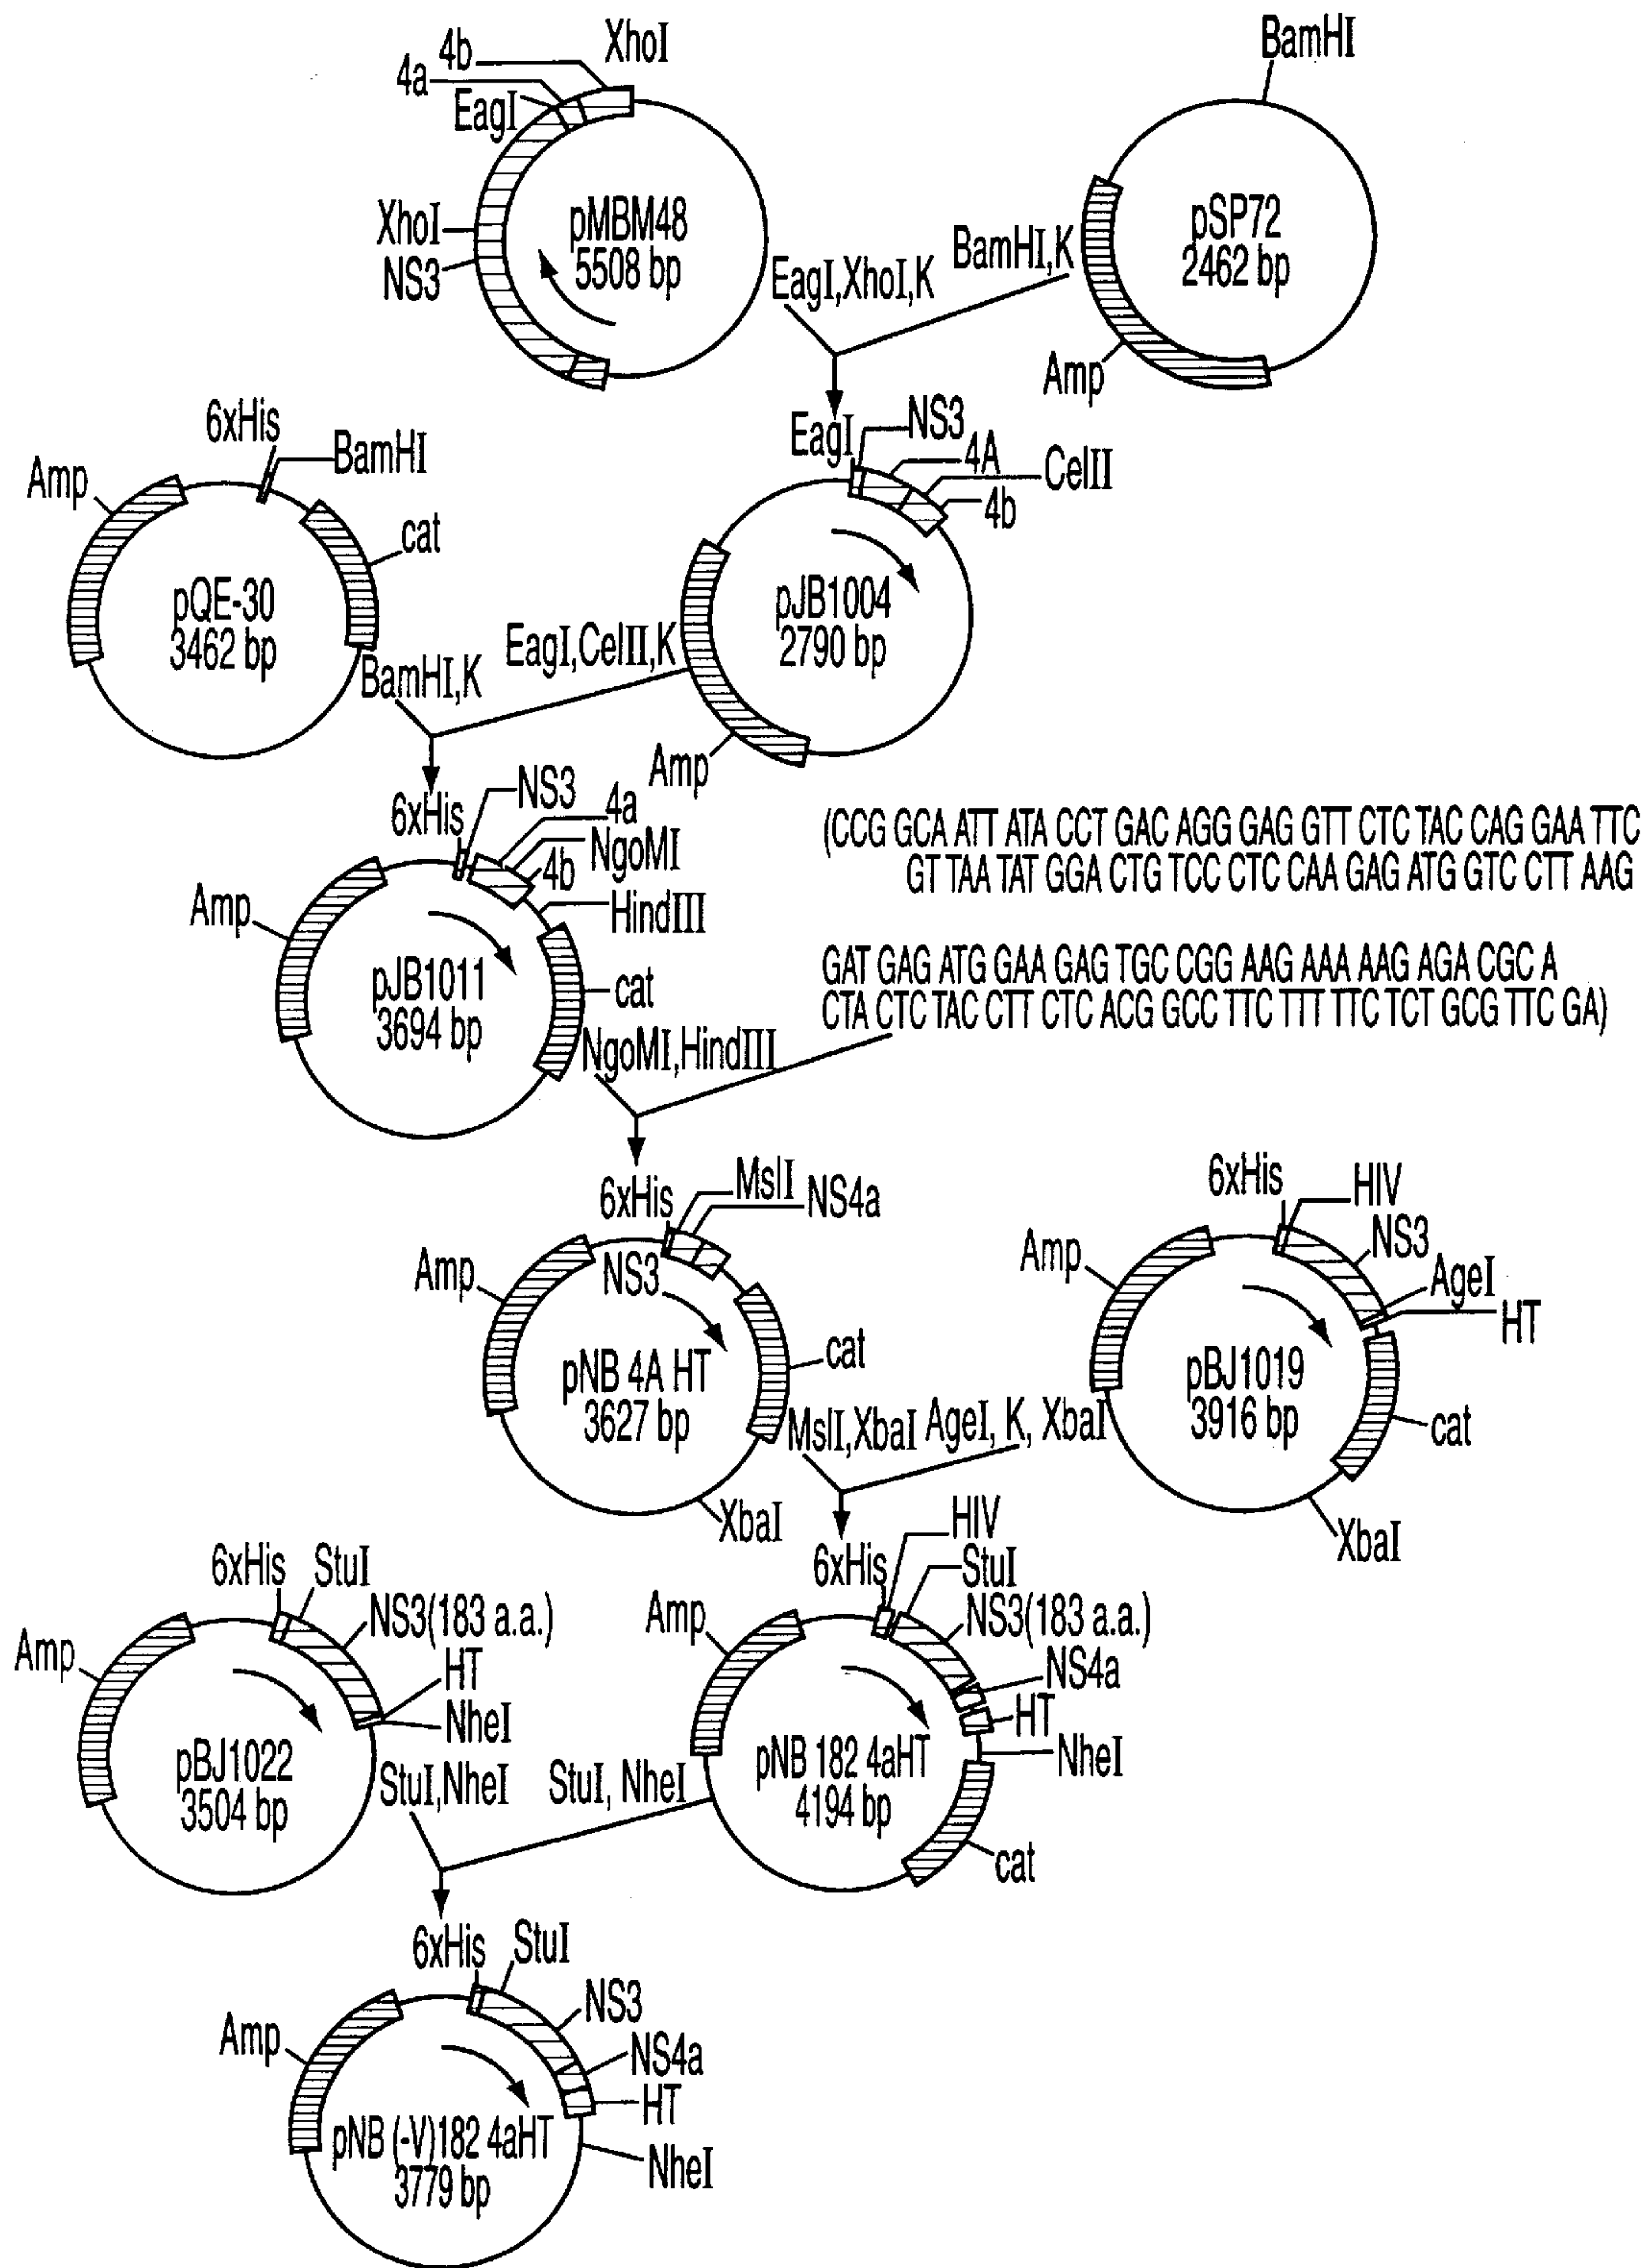 4b
XhoI
4a
EagI
XhoI
NS3
pMBM48
5508 bp
BamHI
pSP72
2462 bp
Amp
EagI,XhoI,K
BamHI,K
6xHis
BamHI
Amp
cat
pQE-30
3462 bp
EagI
NS3
4A
CelII
4b
pJB1004
2790 bp
Amp
BamHI,K
EagI,CelII,K
6xHis
NS3
4a
NgoMI
4b
HindIII
Amp
cat
pJB1011
3694 bp
(CCG GCA ATT ATA CCT GAC AGG GAG GTT CTC TAC CAG GAA TTC
GT TAA TAT GGA CTG TCC CTC CAA GAG ATG GTC CTT AAG
GAT GAG ATG GAA GAG TGC CGG AAG AAA AAG AGA CGC A
CTA CTC TAC CTT CTC ACG GCC TTC TTT TTC TCT GCG TTC GA)
NgoMI,HindIII
6xHis
MslI
NS4a
NS3
Amp
cat
pNB 4A HT
3627 bp
XbaI
6xHis
HIV
NS3
AgeI
HT
Amp
cat
pBJ1019
3916 bp
XbaI
MslI,XbaI
AgeI, K, XbaI
6xHis
StuI
NS3(183 a.a.)
HT
NheI
Amp
pBJ1022
3504 bp
6xHis
HIV
StuI
NS3(183 a.a.)
NS4a
HT
NheI
Amp
cat
pNB 182 4aHT
4194 bp
StuI,NheI
StuI, NheI
6xHis
StuI
NS3
NS4a
HT
NheI
Amp
pNB (-V)182 4aHT
3779 bp